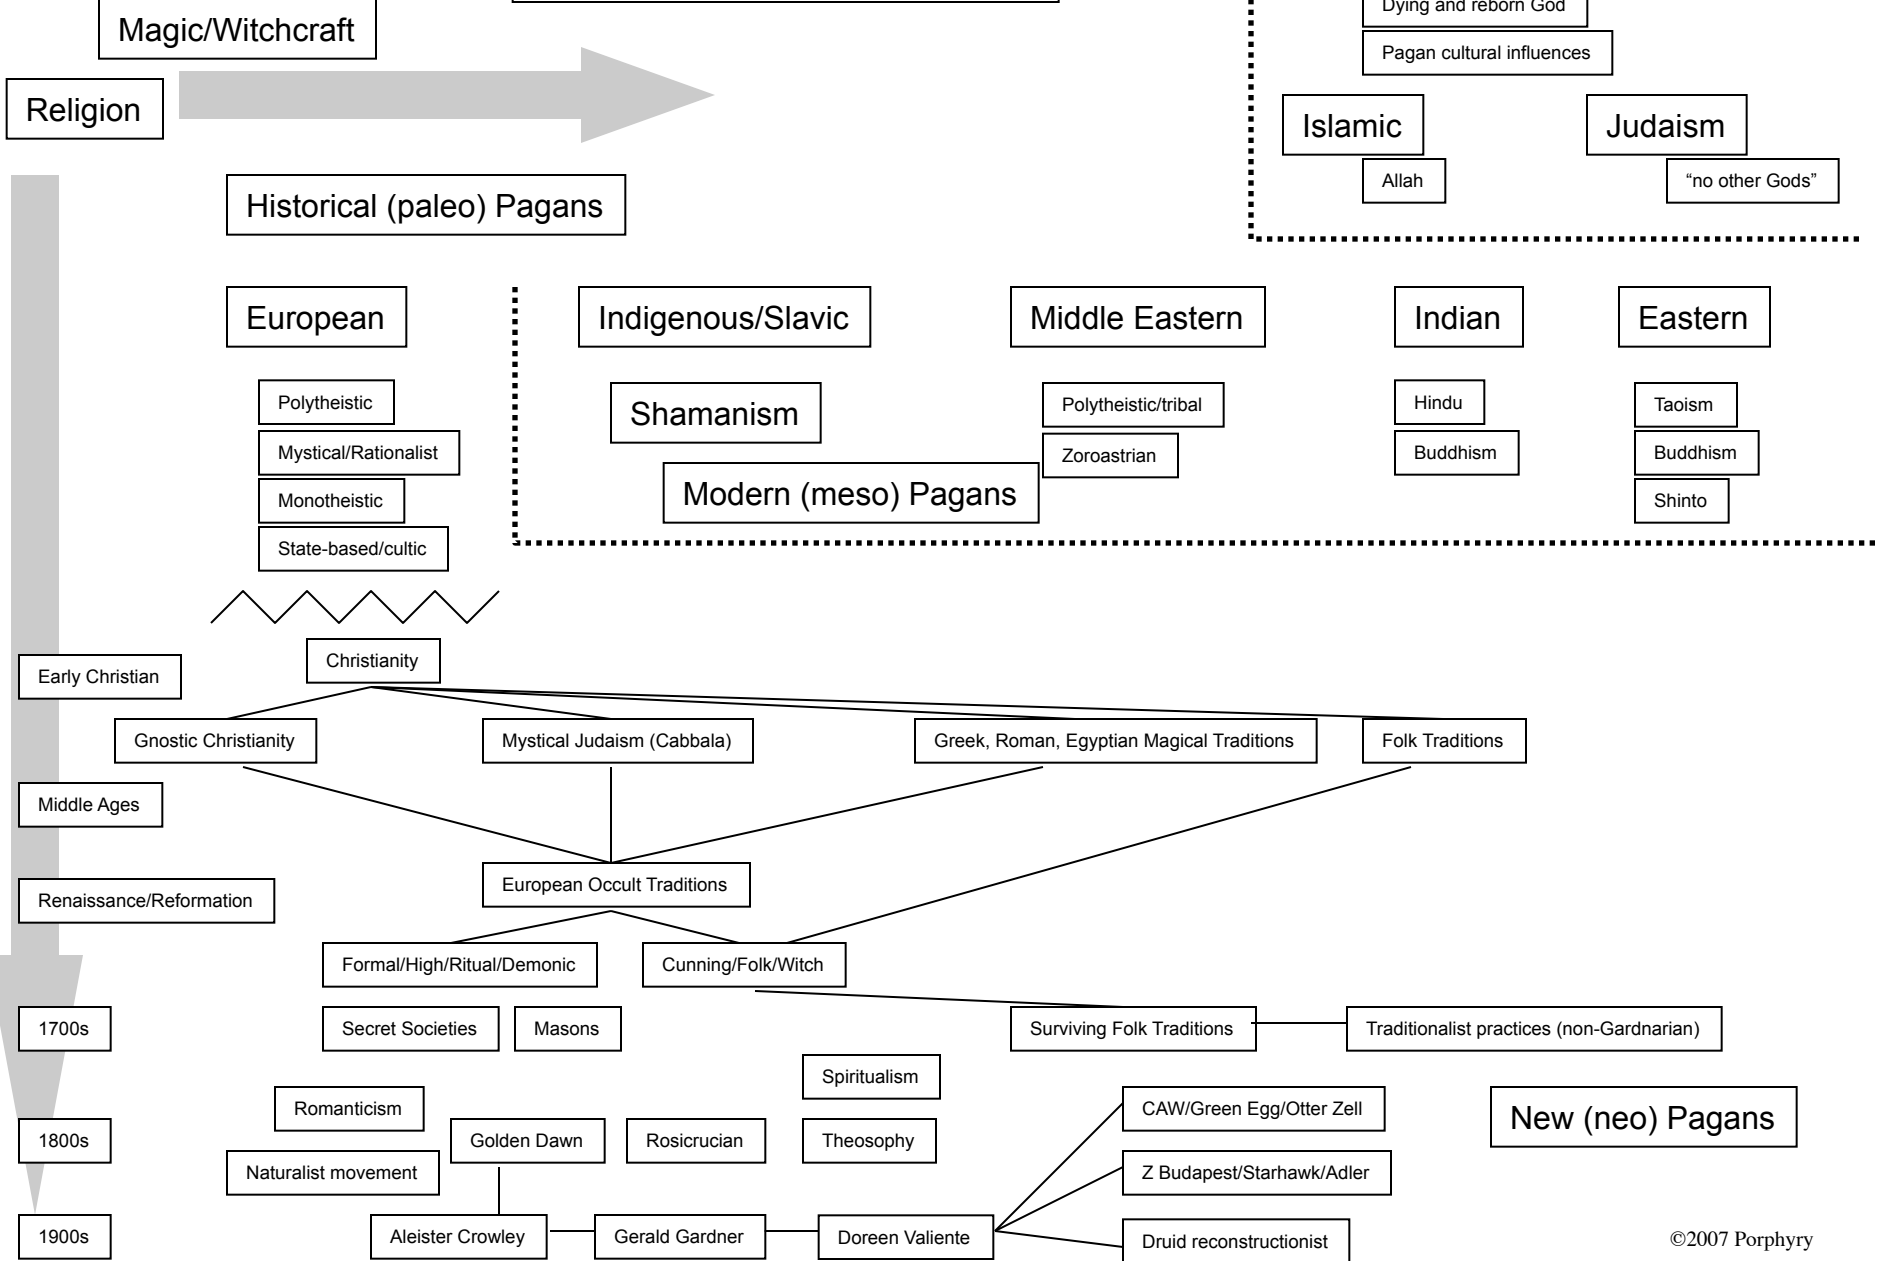 Dying and reborn God
Magic/Witchcraft
Pagan cultural influences
Religion
Islamic
Judaism
Allah
“no other Gods”
Historical (paleo) Pagans
European
Indigenous/Slavic
Middle Eastern
Indian
Eastern
Polytheistic
Shamanism
Polytheistic/tribal
Hindu
Taoism
Mystical/Rationalist
Zoroastrian
Buddhism
Buddhism
Monotheistic
Modern (meso) Pagans
Shinto
State-based/cultic
Christianity
Early Christian
Gnostic Christianity
Mystical Judaism (Cabbala)
Greek, Roman, Egyptian Magical Traditions
Folk Traditions
Middle Ages
European Occult Traditions
Renaissance/Reformation
Formal/High/Ritual/Demonic
Cunning/Folk/Witch
1700s
Secret Societies
Masons
Surviving Folk Traditions
Traditionalist practices (non-Gardnarian)
Spiritualism
Romanticism
CAW/Green Egg/Otter Zell
New (neo) Pagans
1800s
Golden Dawn
Rosicrucian
Theosophy
Naturalist movement
Z Budapest/Starhawk/Adler
1900s
Aleister Crowley
Gerald Gardner
Doreen Valiente
Druid reconstructionist
©2007 Porphyry